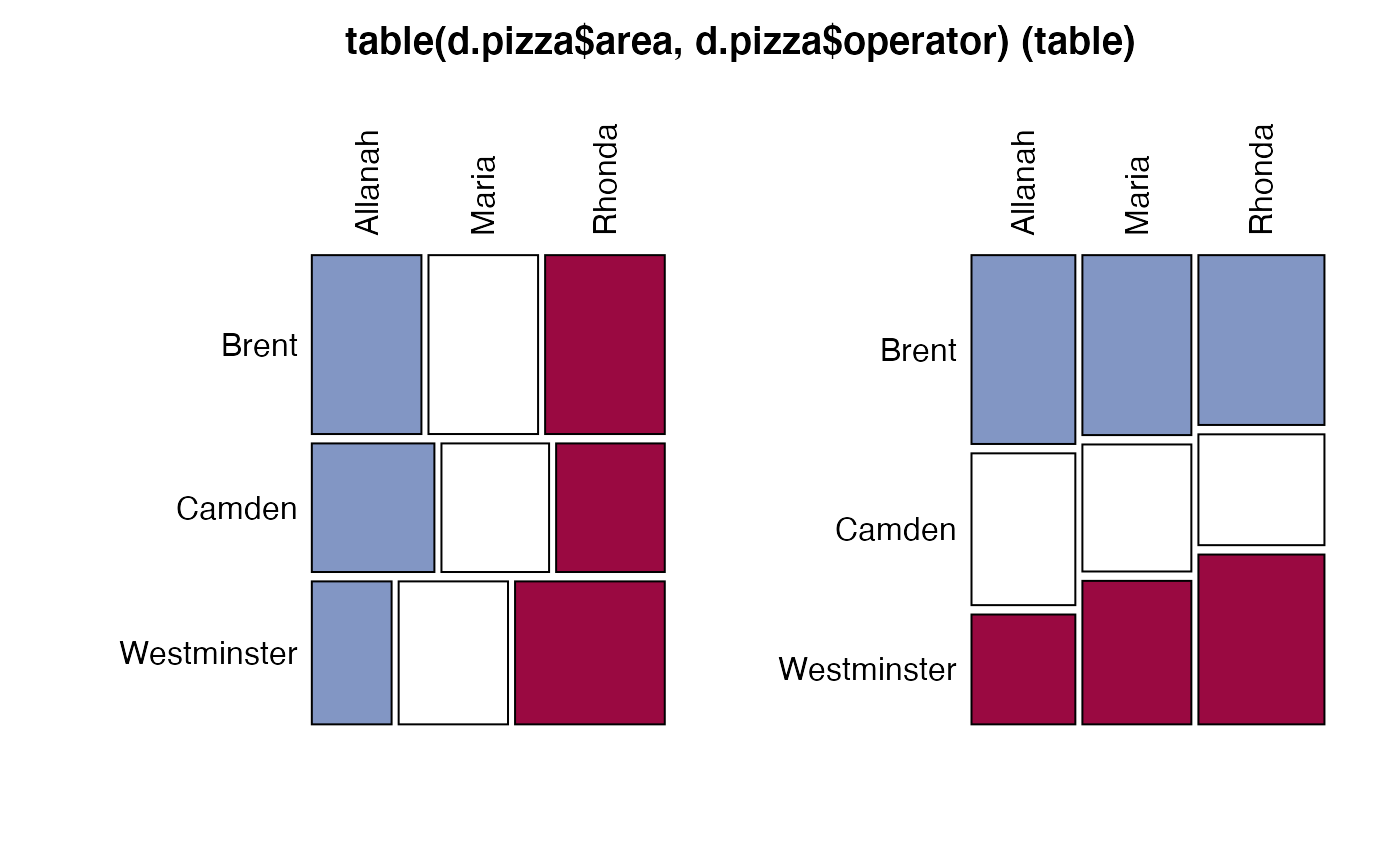 table(d.pizza$area, d.pizza$operator) (table)
Allanah
Maria
Rhonda
Brent
Camden
Westminster
Allanah
Maria
Rhonda
Brent
Camden
Westminster